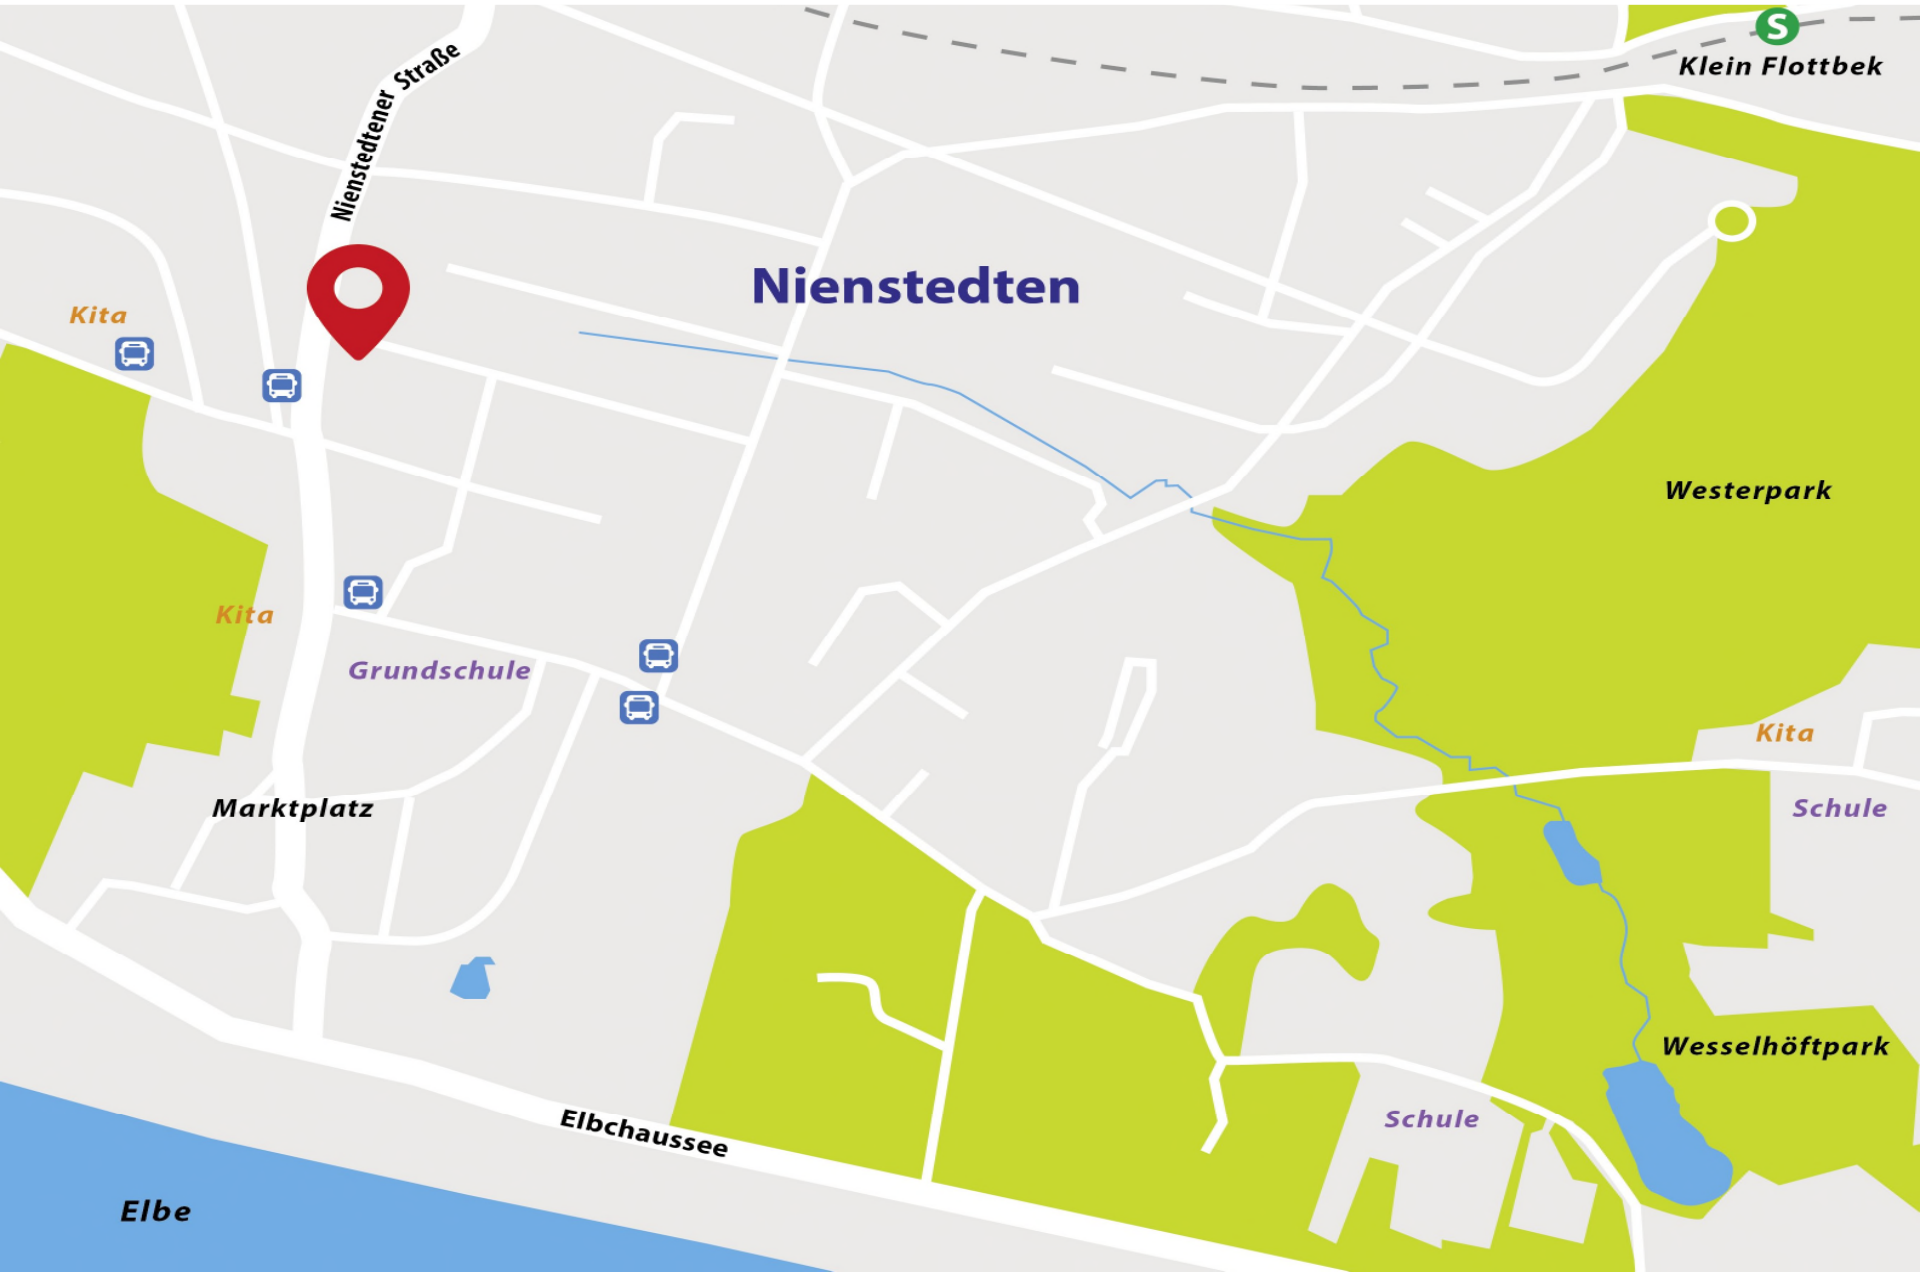 S
Klein Flottbek
Nienstedtener Straße
Nienstedten
Kita
Westerpark
Kita
Grundschule
Kita
Marktplatz
Schule
Wesselhöftpark
Elbchaussee
Schule
Elbe